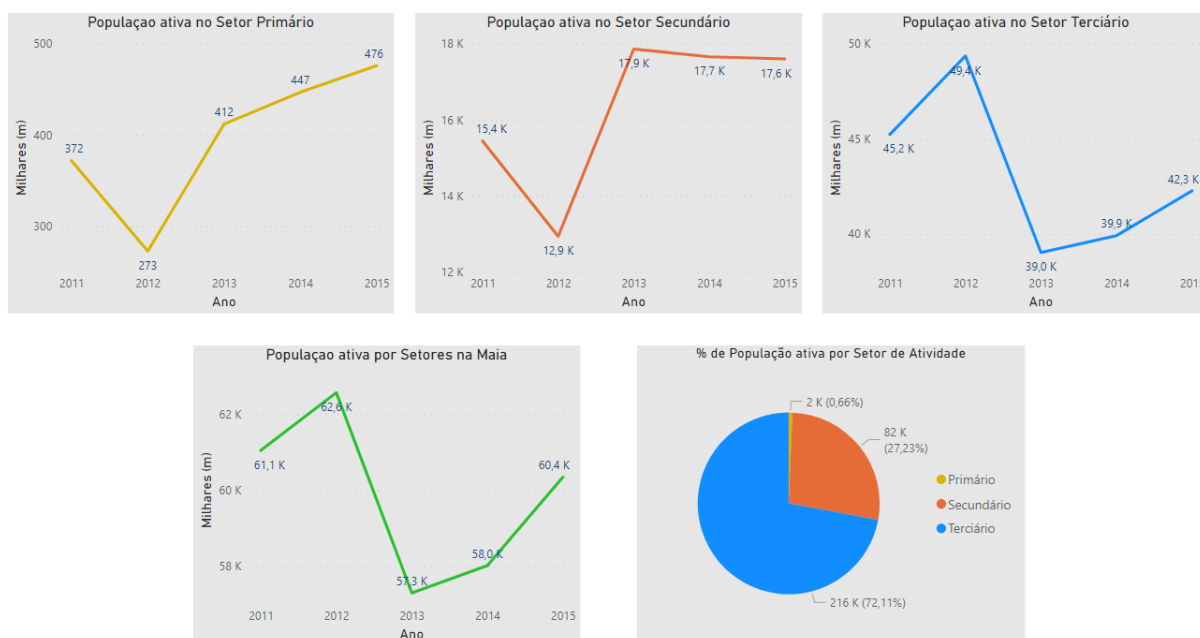 Populaçao ativa no Setor Primário
Milhares (m)
500
400
300
372
273
412
447
476
2011 2012 2013 2014 2015
Ano
Populaçao ativa no Setor Secundário
Milhares (m)
18 K
16 K
14 K
12 K
15,4 K
12,9 K
17,9 K
17,7 K
17,6 K
2011 2012 2013 2014 2015
Ano
Populaçao ativa no Setor Terciário
Milhares (m)
50 K
45 K
40 K
45,2 K
49,4 K
39,0 K
39,9 K
42,3 K
2011 2012 2013 2014 2015
Ano
Populaçao ativa por Setores na Maia
Milhares (m)
62 K
60 K
58 K
61,1 K
62,6 K
57,3 K
58,0 K
60,4 K
2011 2012 2013 2014 2015
Ano
% de População ativa por Setor de Atividade
2 K (0,66%)
82 K
(27,23%)
216 K (72,11%)
Primário
Secundário
Terciário